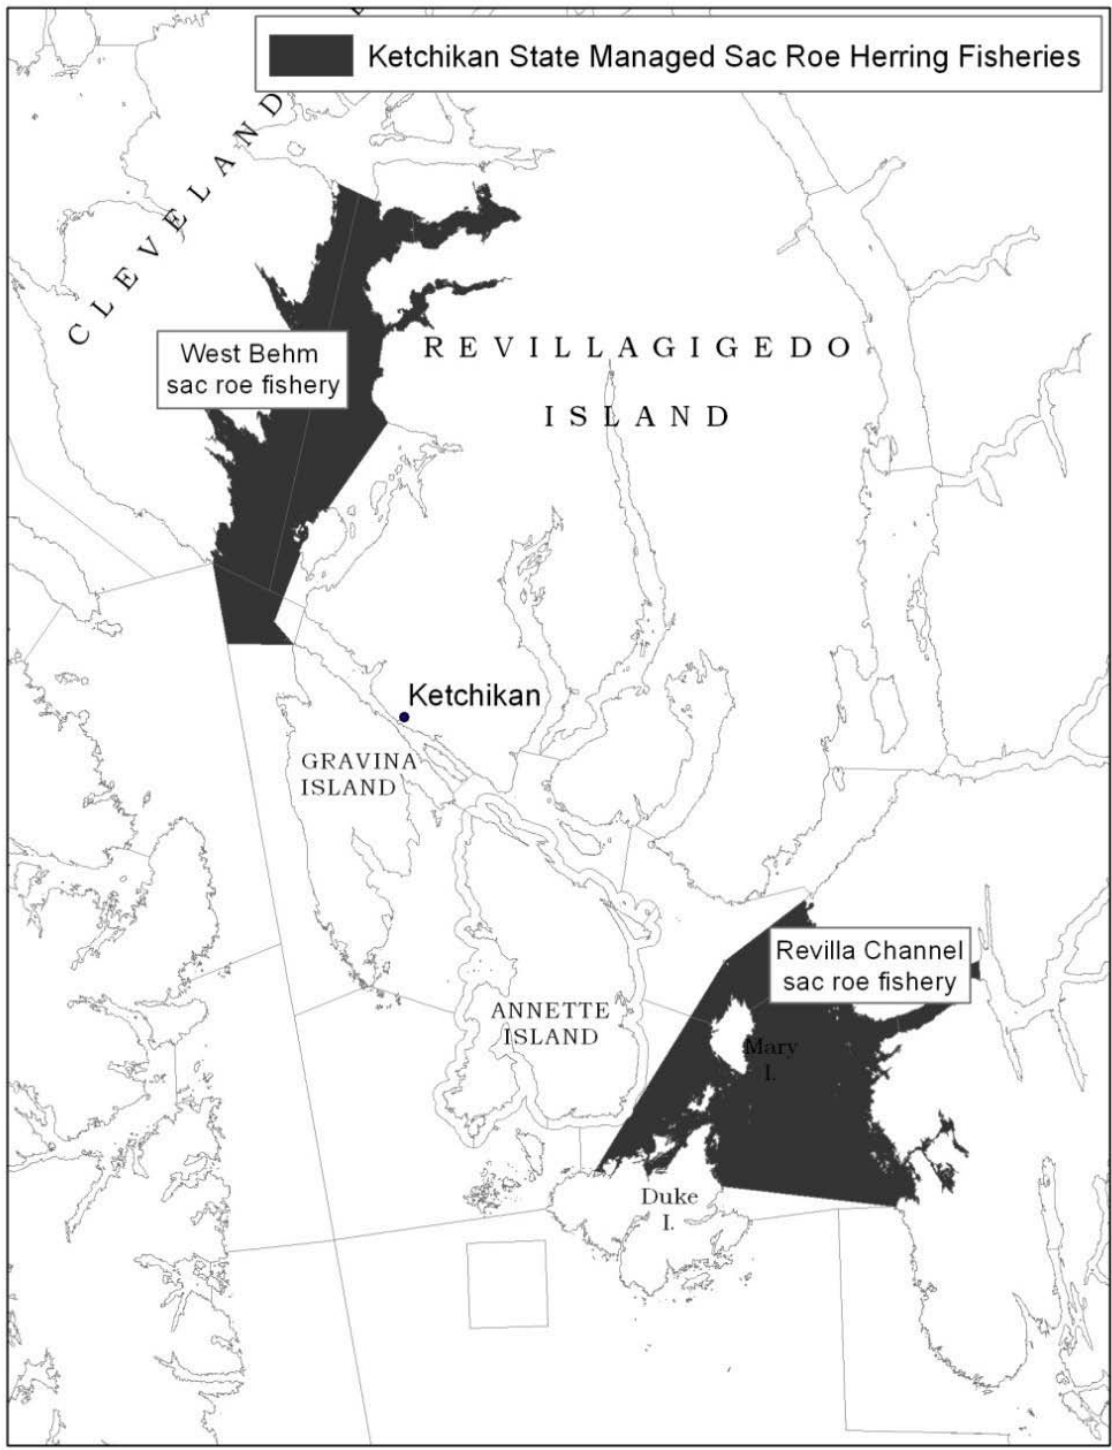 Ketchikan State Managed Sac Roe Herring Fisheries
CLEVELAND
West Behm
sac roe fishery
REVILLAGIGEDO
ISLAND
Ketchikan
GRAVINA
ISLAND
Revilla Channel
sac roe fishery
ANNETTE
ISLAND
Mary
I.
Duke
I.